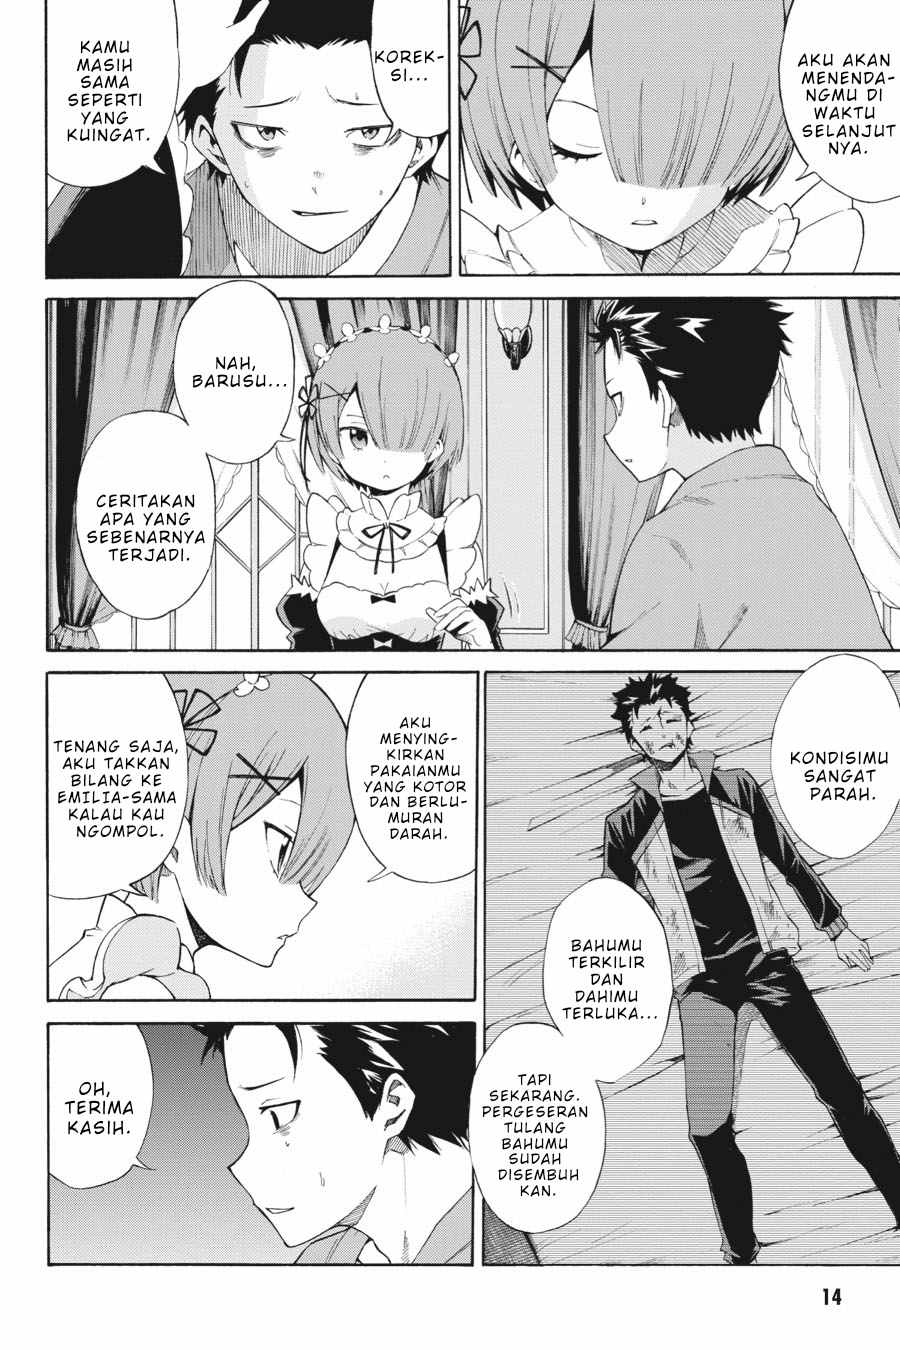 AKU AKAN
MENENDA-
NGMU DI
WAKTU
SELANJUT
NYA.
KOREK-
SI...
KAMU
MASIH
SAMA
SEPERTI
YANG
KUINGAT.
NAH,
BARUSU...
CERITAKAN
APA YANG
SEBENARNYA
TERJADI.
KONDISIMU
SANGAT
PARAH.
BAHUMU
TERKILIR
DAN
DAHIMU
TERLUKA...
TAPI
SEKARANG.
PERGESERAN
TULANG
BAHUMU
SUDAH
DISEMBUH
KAN.
AKU
MENYING-
KIRKAN
PAKAIANMU
YANG KOTOR
DAN BERLU-
MURAN
DARAH.
TENANG SAJA,
AKU TAKKAN
BILANG KE
EMILIA-SAMA
KALAU KAU
NGOMPOL.
OH,
TERIMA
KASIH.
14